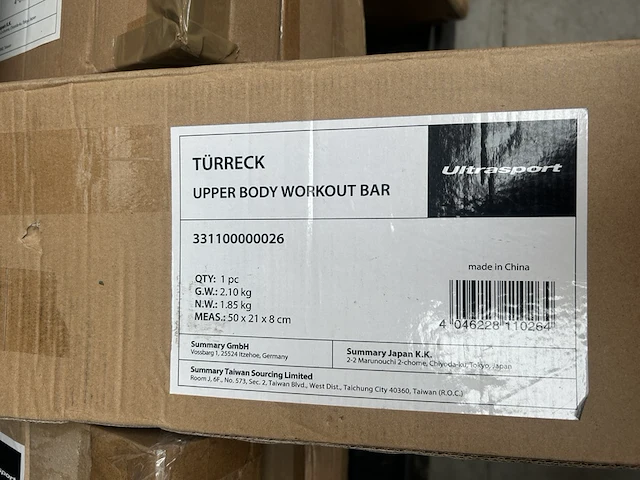 TÜRRECK
UPPER BODY WORKOUT BAR
Ultrasport
331100000026
QTY: 1 pc
G.W.: 2.10 kg
N.W.: 1.85 kg
MEAS.: 50 x 21 x 8 cm
made in China
4 046228 110264
Summary GmbH
Vossbarg 1, 25524 Itzehoe, Germany
Summary Japan K.K.
2-2 Marunouchi 2-chome, Chiyoda-ku, Tokyo, Japan
Summary Taiwan Sourcing Limited
Room J, 6F., No. 573, Sec. 2, Taiwan Blvd., West Dist., Taichung City 40360, Taiwan (R.O.C.)